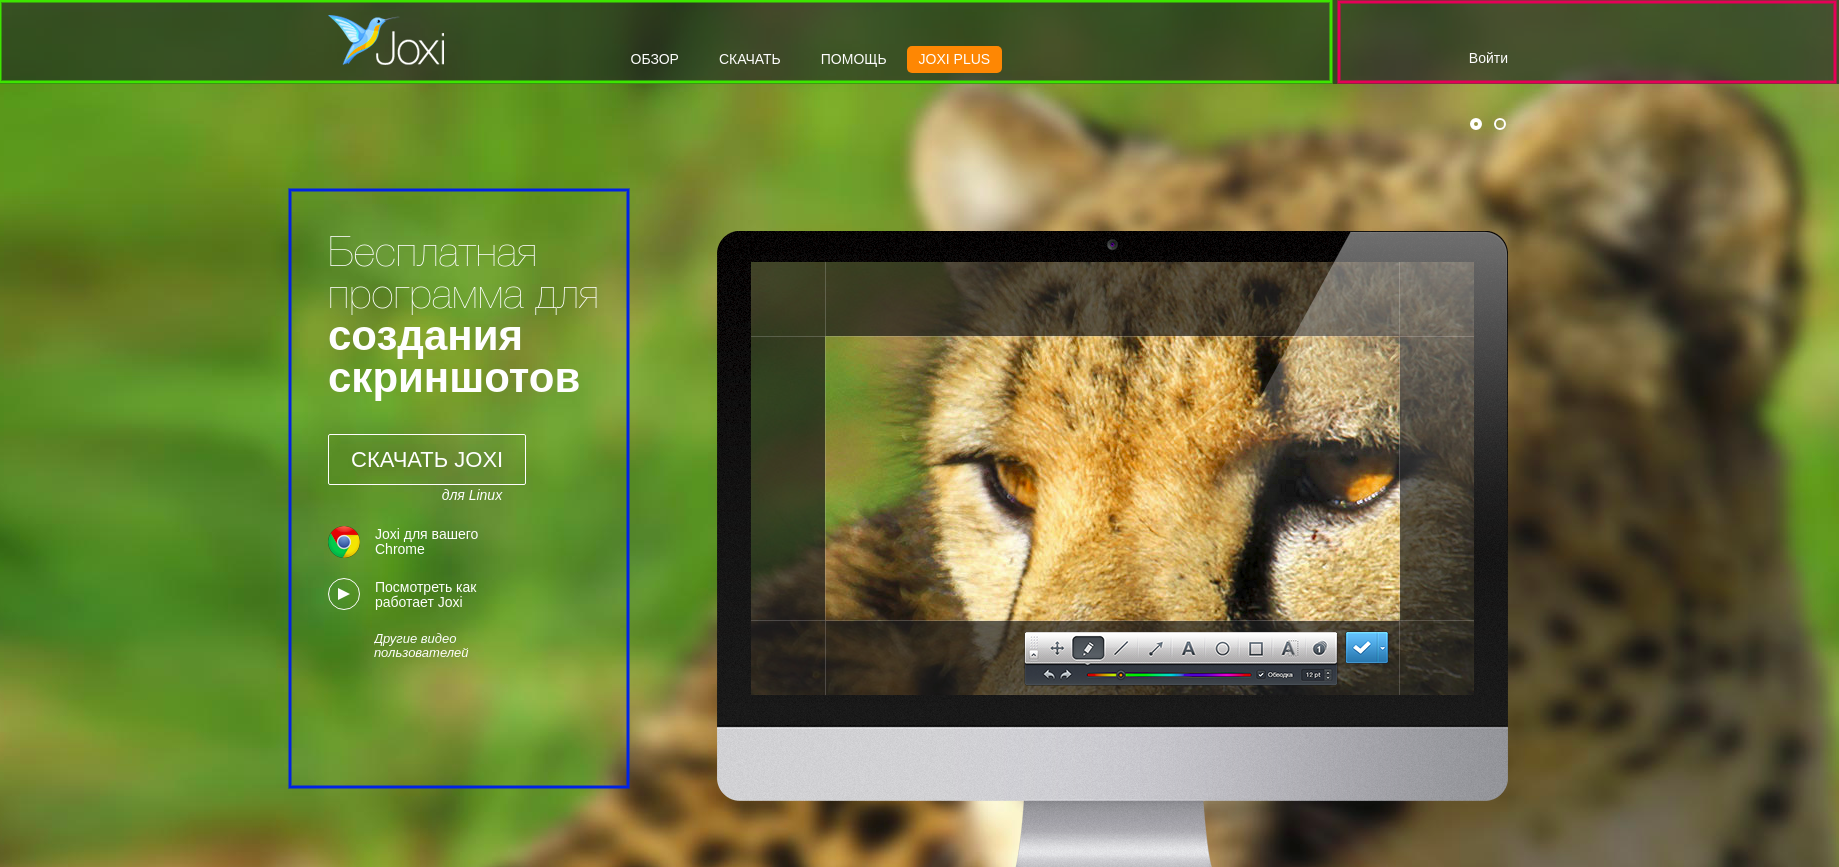 Joxi
ОБЗОР СКАЧАТЬ ПОМОЩЬ JOXI PLUS Войти
Бесплатная
программа для
создания
скриншотов
СКАЧАТЬ JOXI
для Linux
Joxi для вашего
Chrome
Посмотреть как
работает Joxi
Другие видео
пользователей
A A 1
Обводка 12 pt